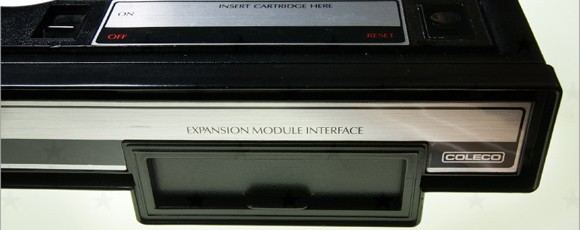 INSERT CARTRIDGE HERE
ON
OFF RESET
EXPANSION MODULE INTERFACE
COLECO